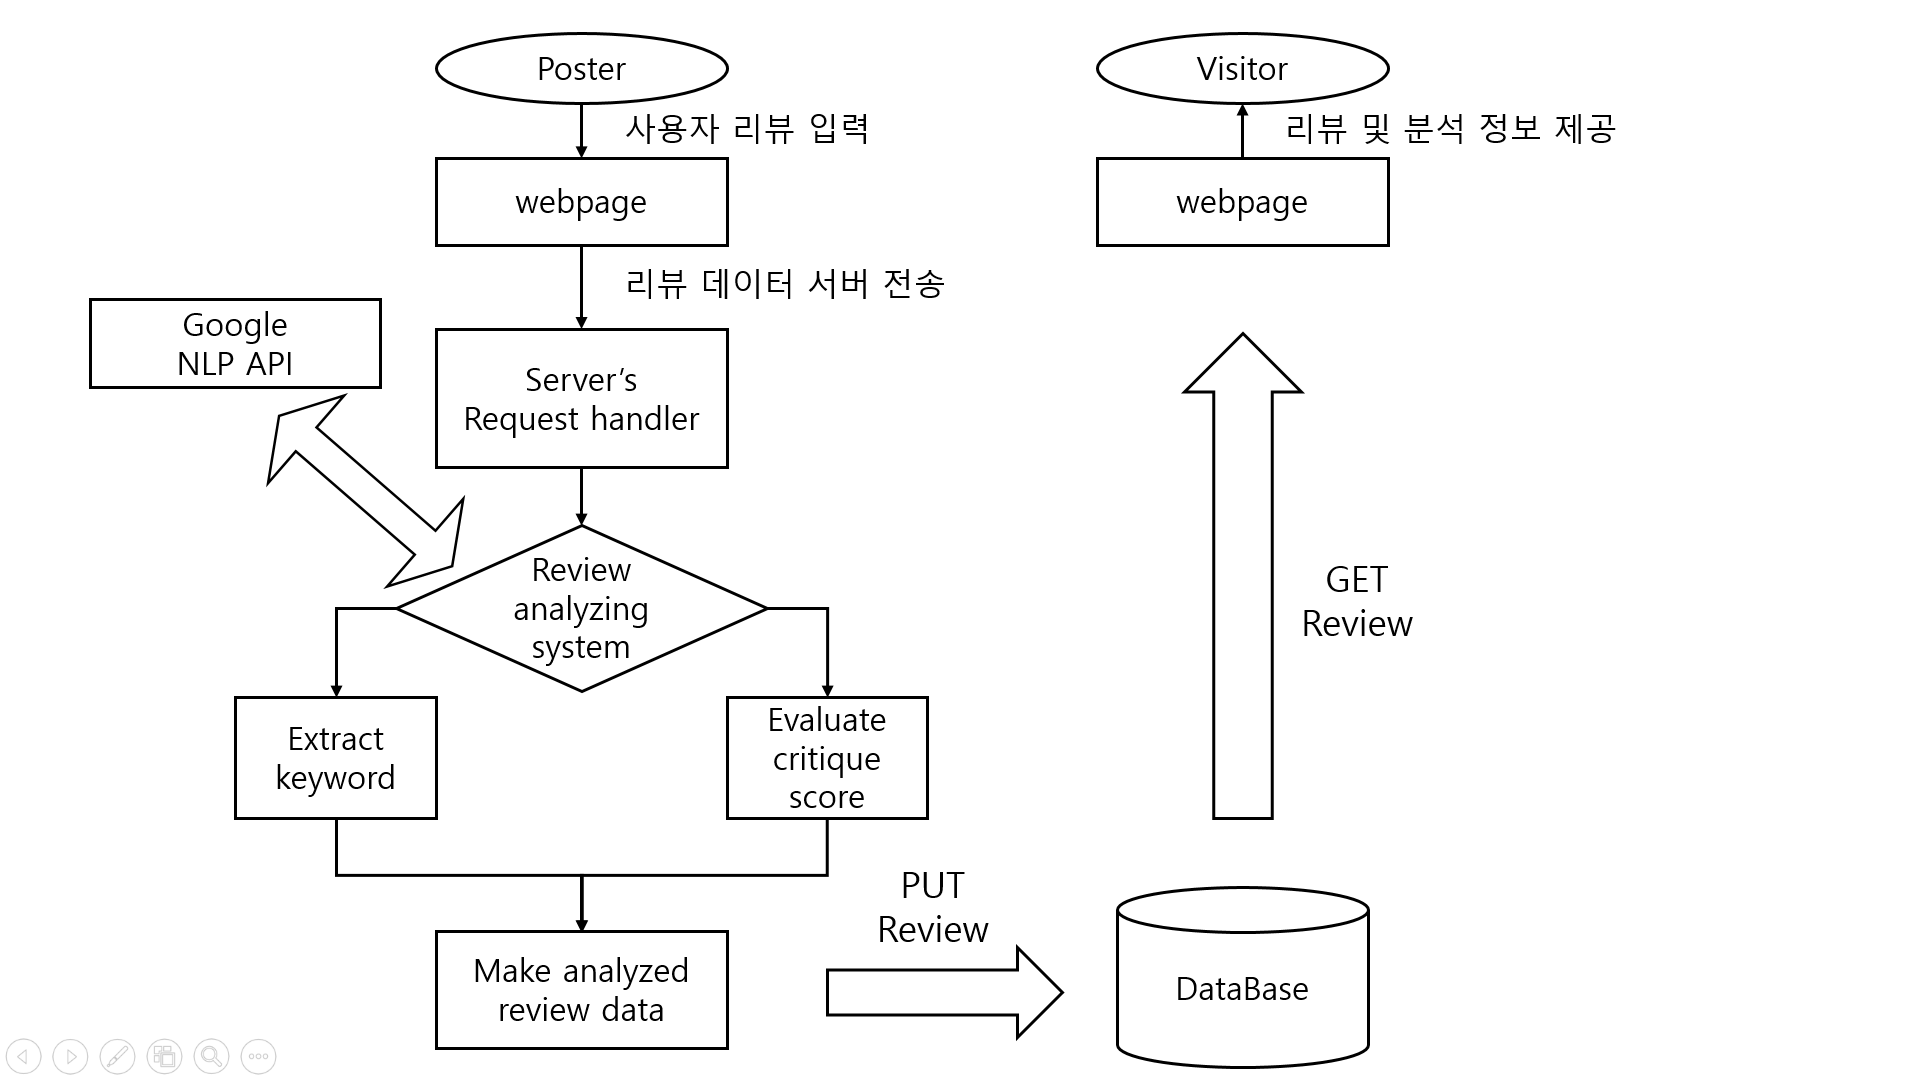 Poster
사용자 리뷰 입력
webpage
리뷰 데이터 서버 전송
Google
NLP API
Server’s
Request handler
Review
analyzing
system
Extract
keyword
Evaluate
critique
score
Make analyzed
review data
PUT
Review
DataBase
GET
Review
Visitor
리뷰 및 분석 정보 제공
webpage